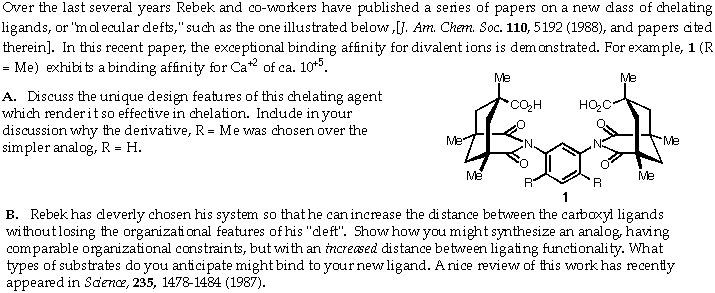 Over the last several years Rebek and co-workers have published a series of papers on a new class of chelating
ligands, or "molecular clefts," such as the one illustrated below ,[J. Am. Chem. Soc. 110, 5192 (1988), and papers cited
therein]. In this recent paper, the exceptional binding affinity for divalent ions is demonstrated. For example, 1 (R
= Me) exhibits a binding affinity for Ca+2 of ca. 10+5.
A. Discuss the unique design features of this chelating agent
which render it so effective in chelation. Include in your
discussion why the derivative, R = Me was chosen over the
simpler analog, R = H.
Me Me
CO2H HO2C
Me O O Me
N N
O O
Me R R Me
1
B. Rebek has cleverly chosen his system so that he can increase the distance between the carboxyl ligands
without losing the organizational features of his "cleft". Show how you might synthesize an analog, having
comparable organizational constraints, but with an increased distance between ligating functionality. What
types of substrates do you anticipate might bind to your new ligand. A nice review of this work has recently
appeared in Science, 235, 1478-1484 (1987).